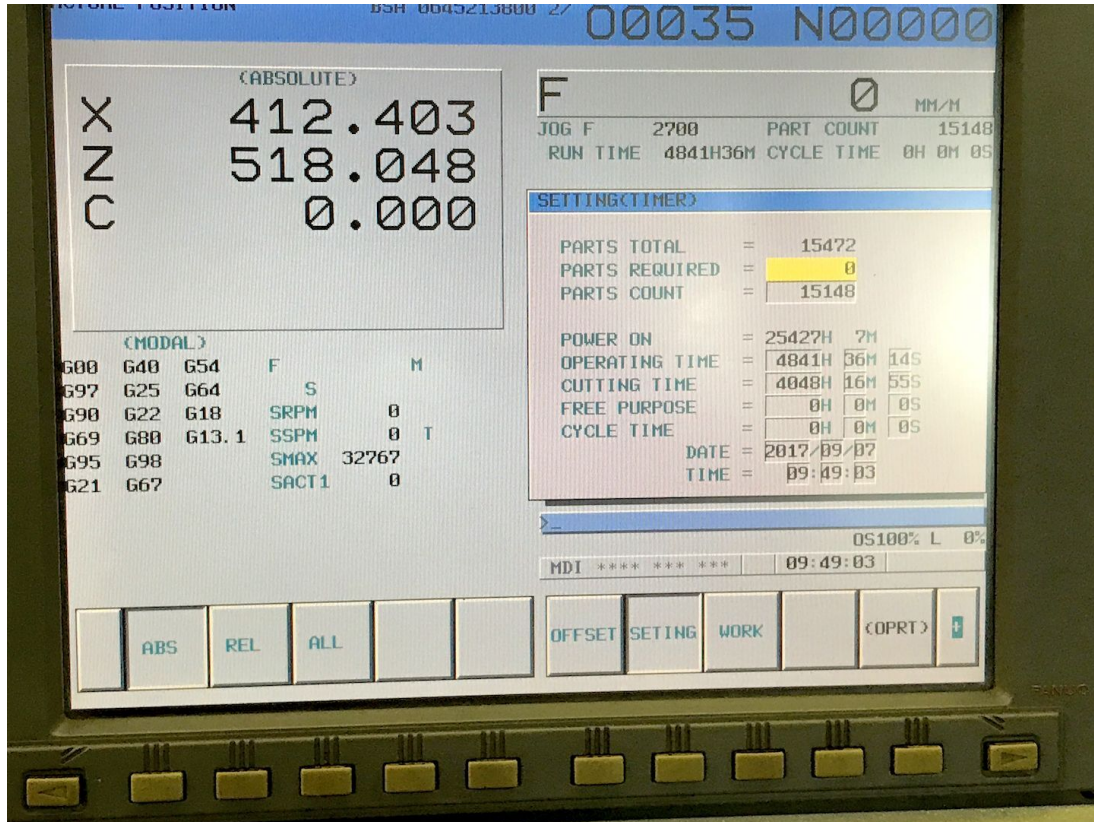 ACTUAL POSITION
O0035 N00000
(ABSOLUTE)
X 412.403
Z 518.048
C 0.000
F 0 MM/M
JOG F 2700 PART COUNT 15148
RUN TIME 4841H36M CYCLE TIME 0H 0M 0S
SETTING(TIMER)
PARTS TOTAL = 15472
PARTS REQUIRED = 0
PARTS COUNT = 15148
POWER ON = 25427H 7M
OPERATING TIME = 4841H 36M 14S
CUTTING TIME = 4048H 16M 55S
FREE PURPOSE = 0H 0M 0S
CYCLE TIME = 0H 0M 0S
DATE = 2017/09/07
TIME = 09:49:03
(MODAL)
G00 G40 G54 F M
G97 G25 G64 S
G90 G22 G18 SRPM 0
G69 G80 G13.1 SSPM 0 T
G95 G98 SMAX 32767
G21 G67 SACT1 0
>_
OS100% L 0%
MDI **** *** *** 09:49:03
ABS REL ALL
OFFSET SETING WORK (OPRT) +
FANUC